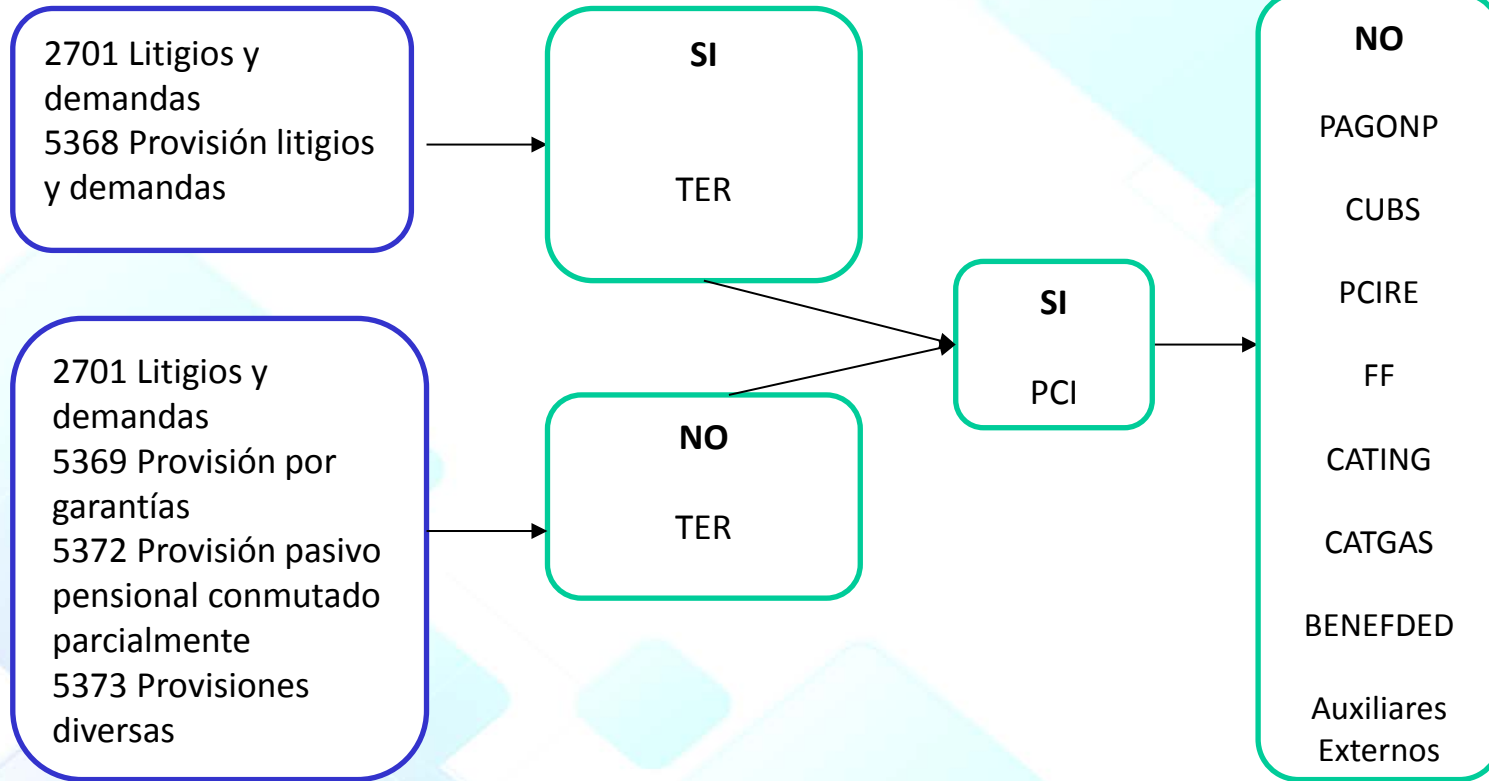 2701 Litigios y
demandas
5368 Provisión litigios
y demandas
SI
TER
2701 Litigios y
demandas
5369 Provisión por
garantías
5372 Provisión pasivo
pensional conmutado
parcialmente
5373 Provisiones
diversas
NO
TER
SI
PCI
NO
PAGONP
CUBS
PCIRE
FF
CATING
CATGAS
BENEFDED
Auxiliares
Externos